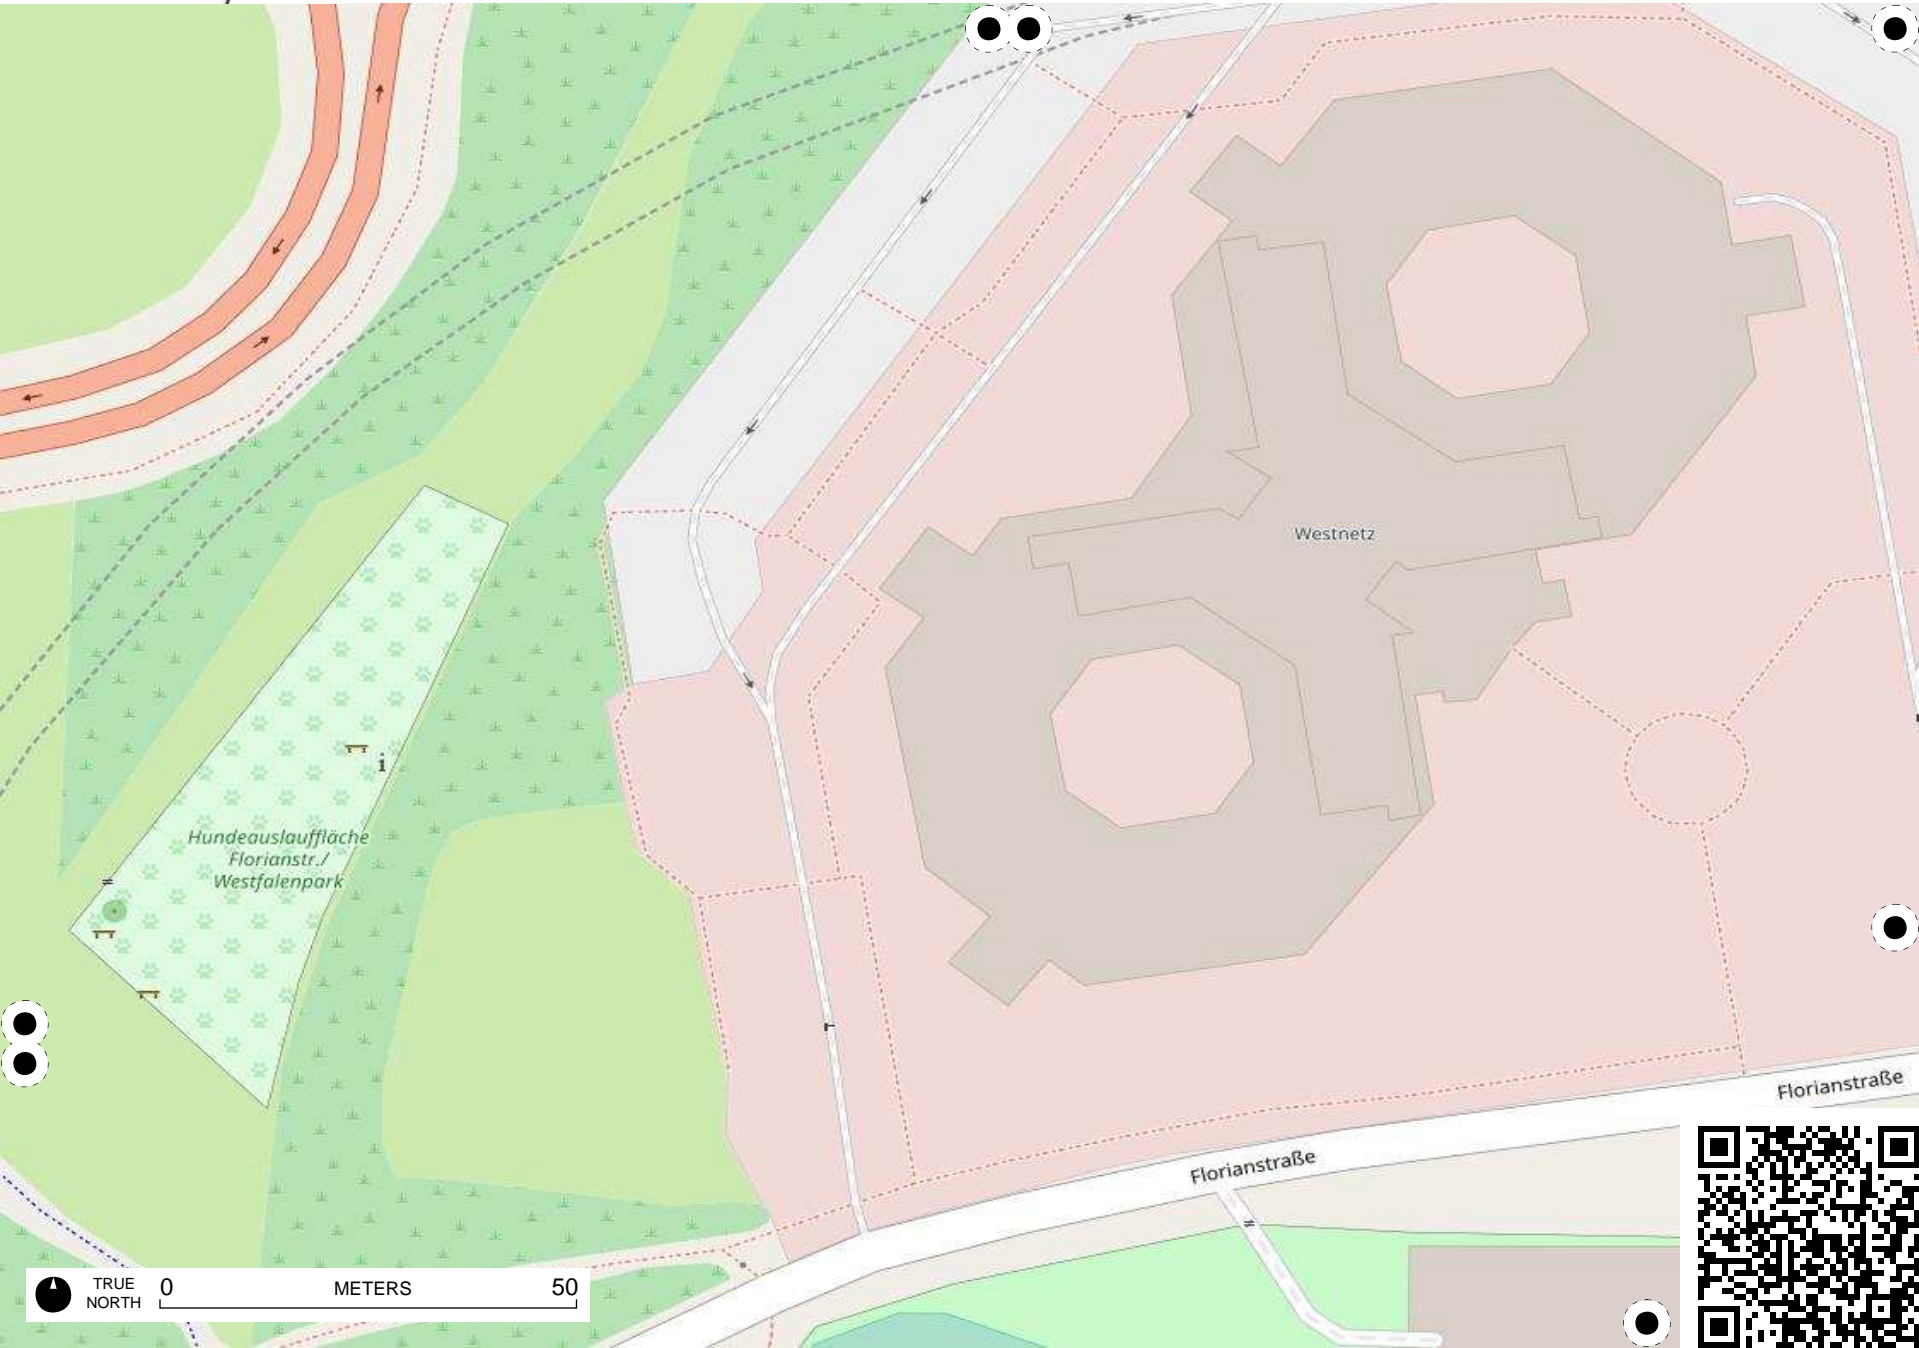 Westnetz
Hundeauslauffläche
Florianstr./
Westfalenpark
i
Florianstraße
Florianstraße
TRUE
NORTH
0 METERS 50